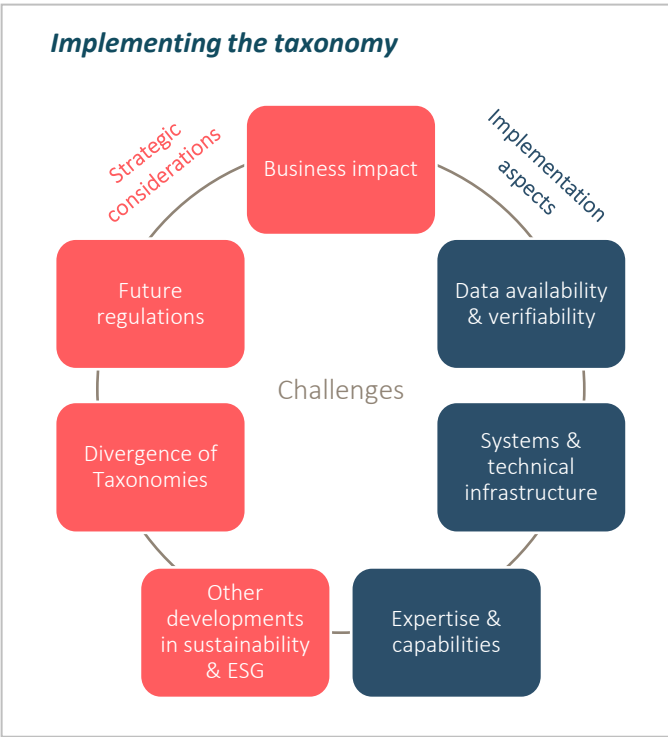 Implementing the taxonomy
Strategic
considerations
Business impact
Implementation
aspects
Future
regulations
Data availability
& verifiability
Challenges
Divergence of
Taxonomies
Systems &
technical
infrastructure
Other
developments
in sustainability
& ESG
Expertise &
capabilities